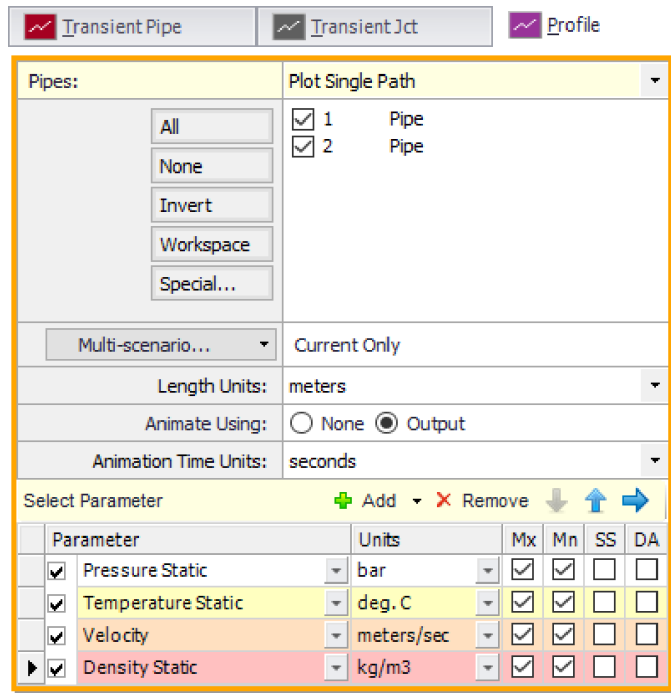 Transient Pipe Transient Jct Profile
Pipes: Plot Single Path
All 1 Pipe
None 2 Pipe
Invert
Workspace
Special...
Multi-scenario... Current Only
Length Units: meters
Animate Using: None Output
Animation Time Units: seconds
Select Parameter Add Remove
Parameter Units Mx Mn SS DA
Pressure Static bar
Temperature Static deg. C
Velocity meters/sec
Density Static kg/m3